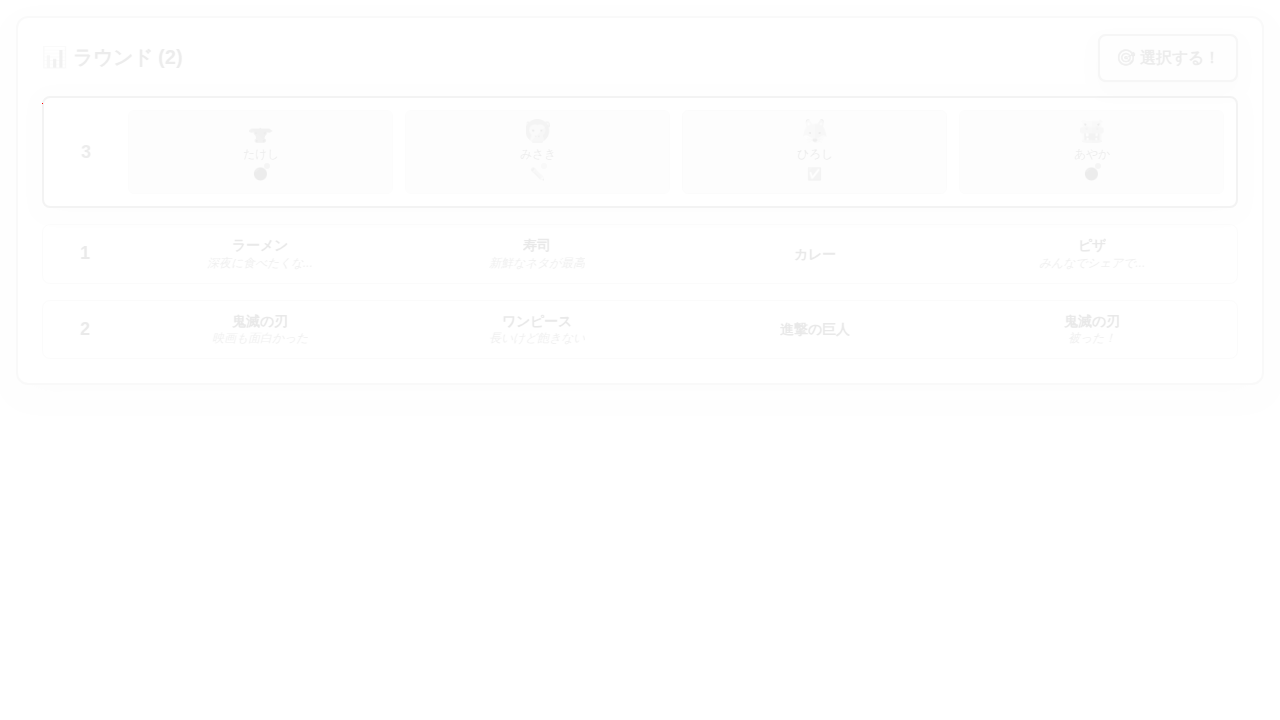 📊 ラウンド (2)
🎯 選択する！
3
たけし
みさき
ひろし
あやか
1
ラーメン
寿司
カレー
ピザ
深夜に食べたくな...
新鮮なネタが最高
みんなでシェアで...
2
鬼滅の刃
ワンピース
進撃の巨人
鬼滅の刃
映画も面白かった
長いけど飽きない
被った！